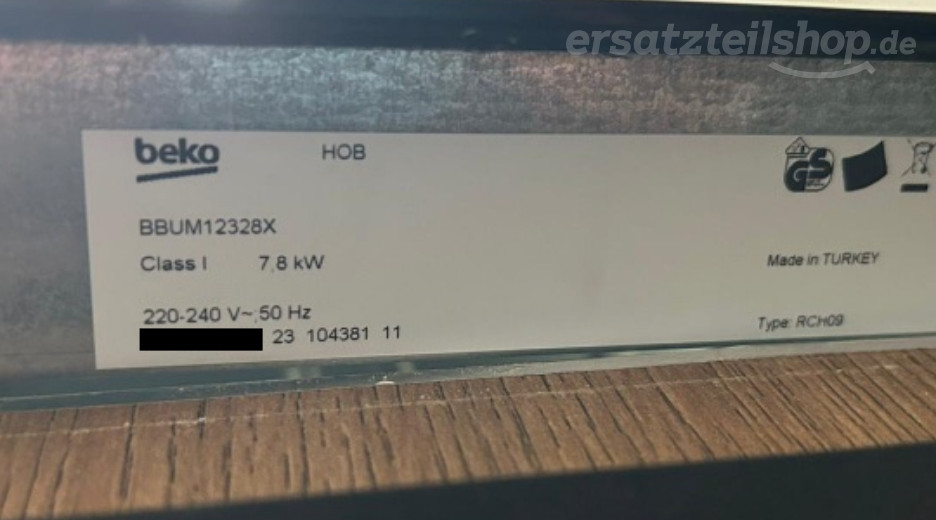 ersatzteilshop.de
beko HOB
GS
BBUM12328X
Class I 7,8 kW
Made in TURKEY
220-240 V~;50 Hz
23 104381 11
Type: RCH09